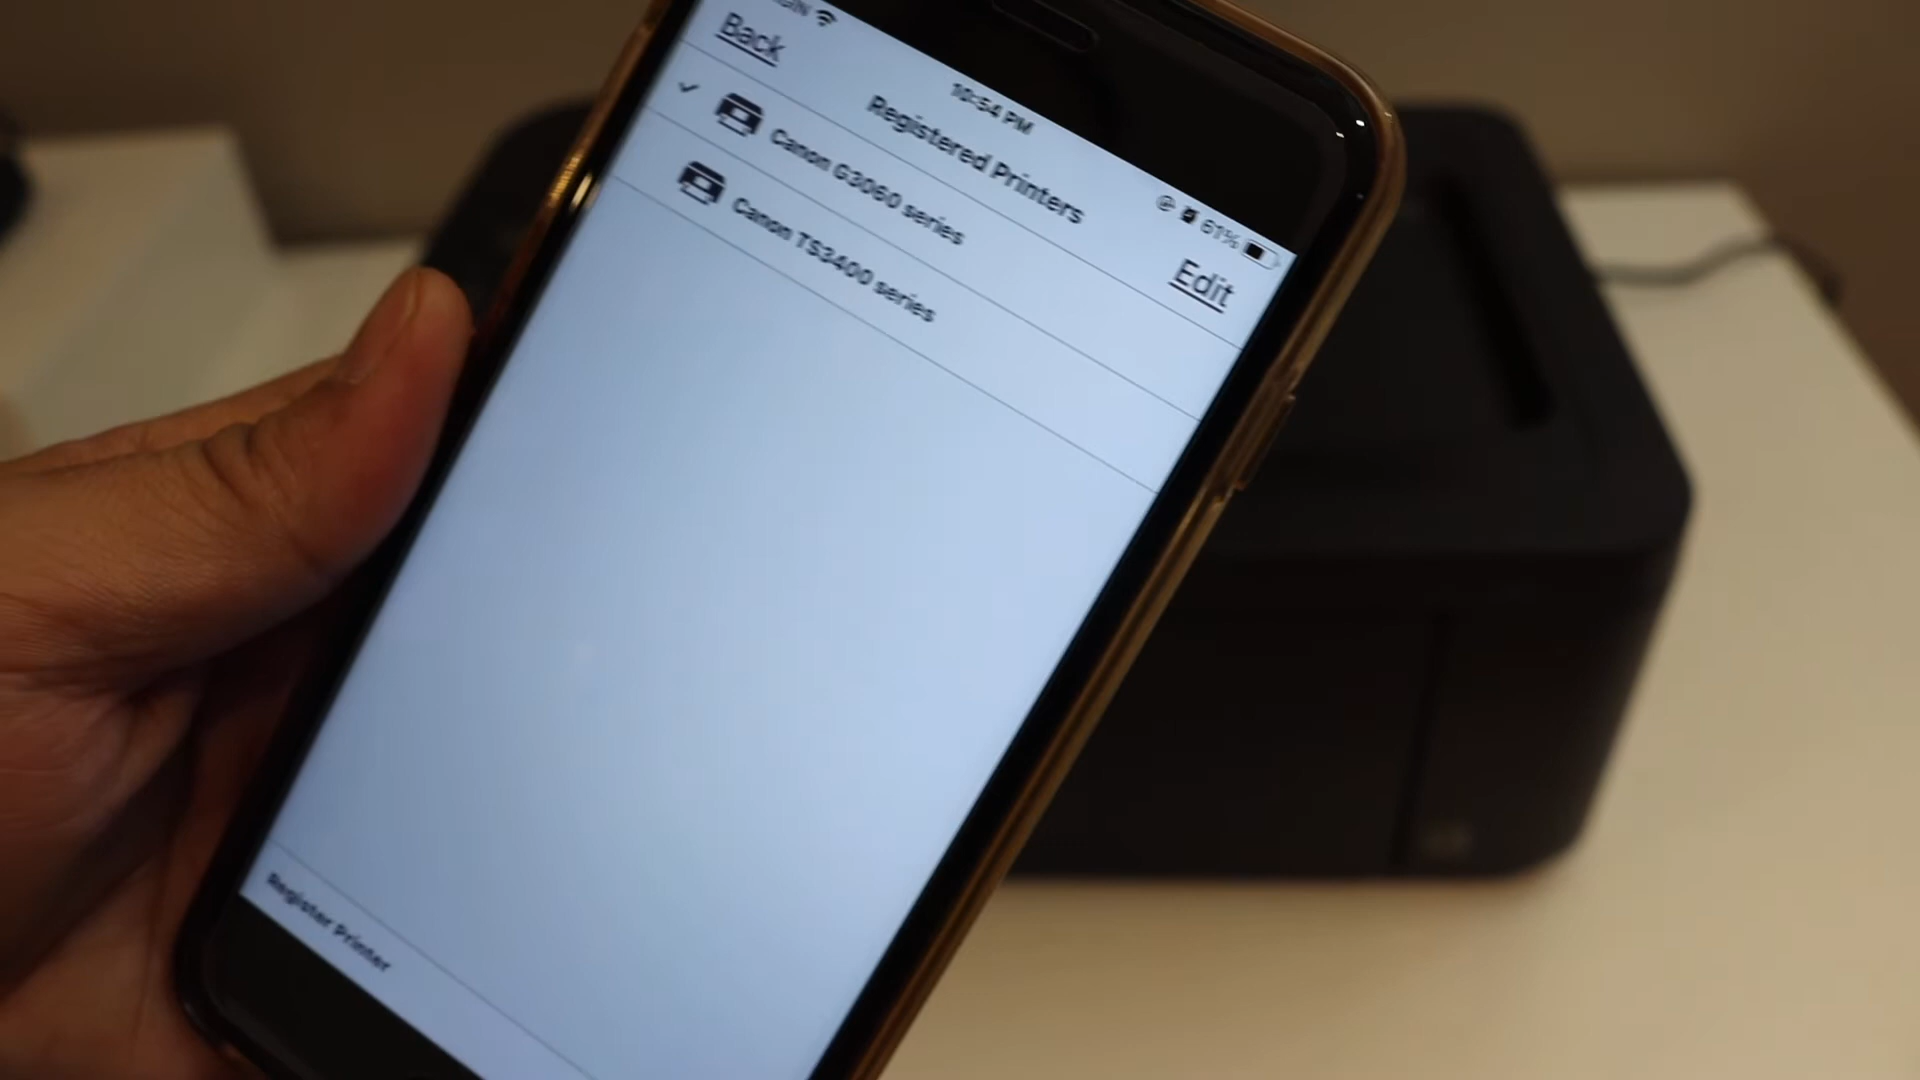 10:54 PM
61%
Back
Registered Printers
Edit
Canon G3060 series
Canon TS3400 series
Register Printer